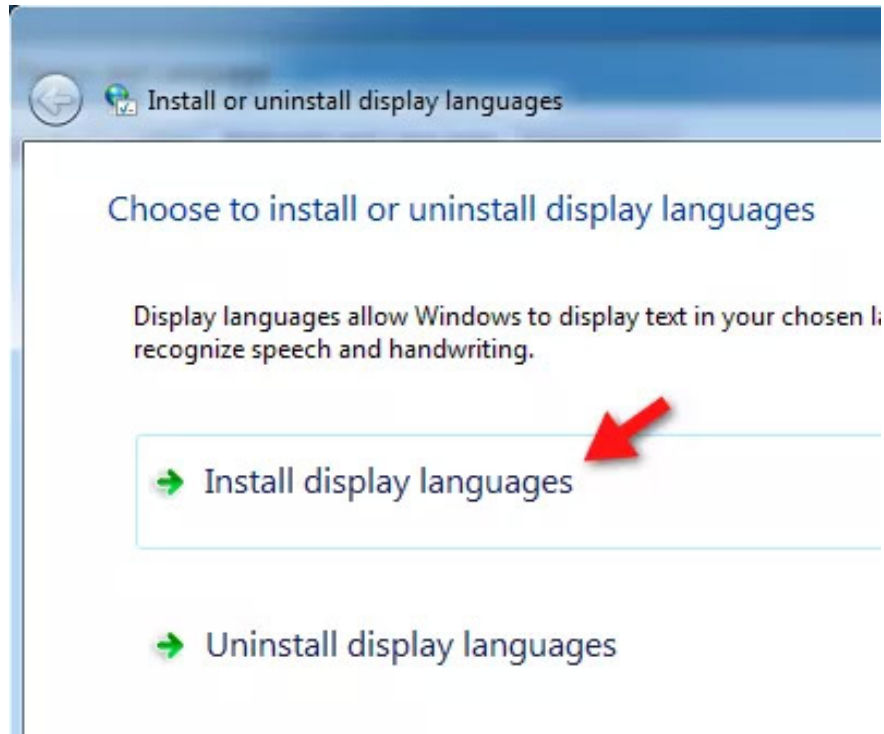 Install or uninstall display languages
Choose to install or uninstall display languages
Display languages allow Windows to display text in your chosen
recognize speech and handwriting.
Install display languages
Uninstall display languages